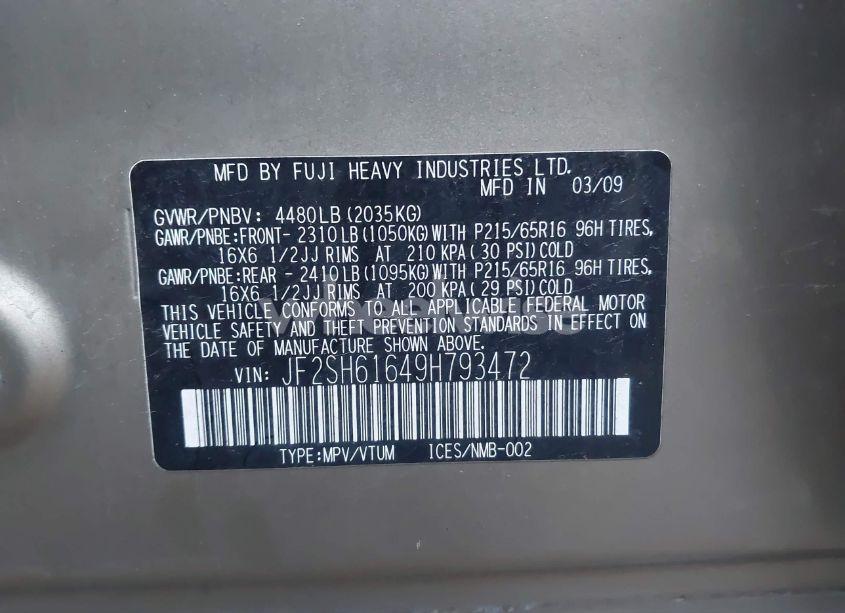 MFD BY FUJI HEAVY INDUSTRIES LTD.
MFD IN 03/09
GVWR/PNBV: 4480LB(2035KG)
GAWR/PNBE:FRONT- 2310LB(1050KG)WITH P215/65R16 96H TIRES,
16X6 1/2JJ RIMS AT 210 KPA(30 PSI)COLD
GAWR/PNBE:REAR - 2410LB(1095KG)WITH P215/65R16 96H TIRES,
16X6 1/2JJ RIMS AT 200 KPA(29 PSI)COLD
THIS VEHICLE CONFORMS TO ALL APPLICABLE FEDERAL MOTOR
VEHICLE SAFETY AND THEFT PREVENTION STANDARDS IN EFFECT ON
THE DATE OF MANUFACTURE SHOWN ABOVE.
VIN: JF2SH61649H793472
TYPE:MPV/VTUM ICES/NMB-002